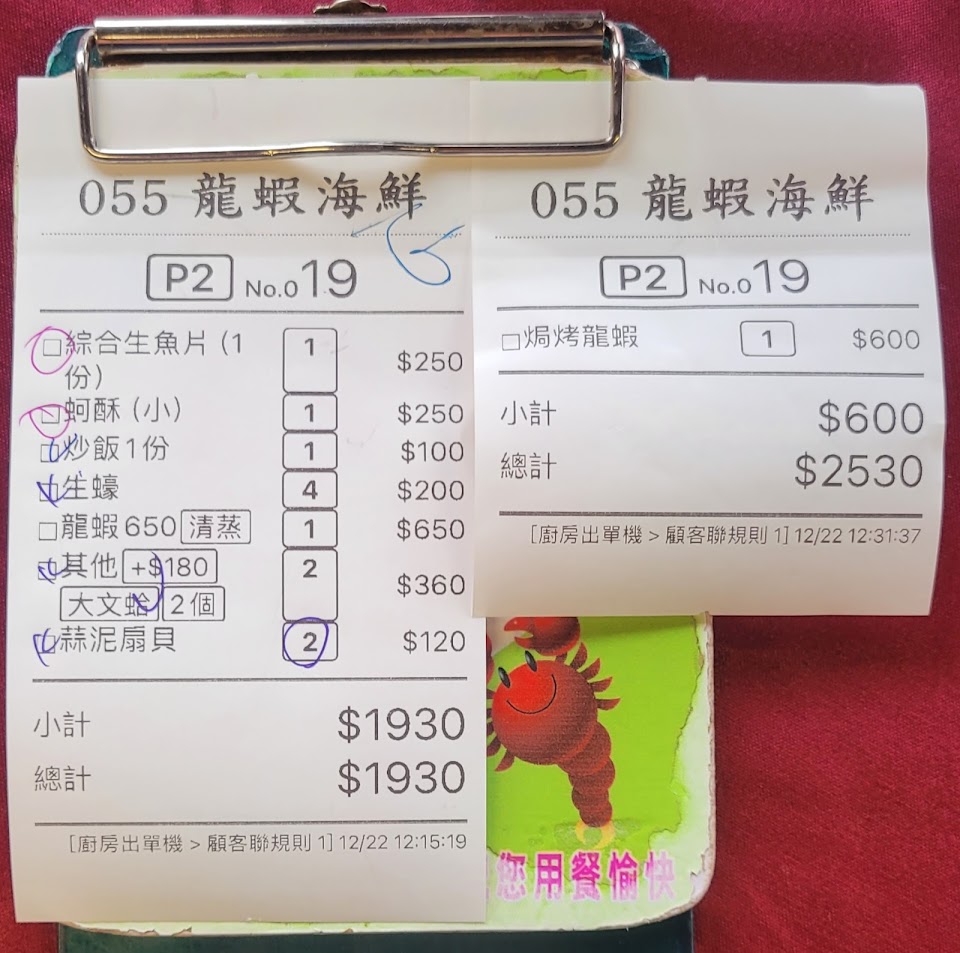 055 龍蝦海鮮
P2 No.019
□綜合生魚片 (1 1 $250
份)
□蚵酥 (小) 1 $250
□炒飯1份 1 $100
□生蠔 4 $200
□龍蝦650 清蒸 1 $650
□其他 +$180 2 $360
大文蛤 2個
□蒜泥扇貝 2 $120
小計 $1930
總計 $1930
[廚房出單機 > 顧客聯規則 1] 12/22 12:15:19
055 龍蝦海鮮
P2 No.019
□焗烤龍蝦 1 $600
小計 $600
總計 $2530
[廚房出單機 > 顧客聯規則 1] 12/22 12:31:37
您用餐愉快